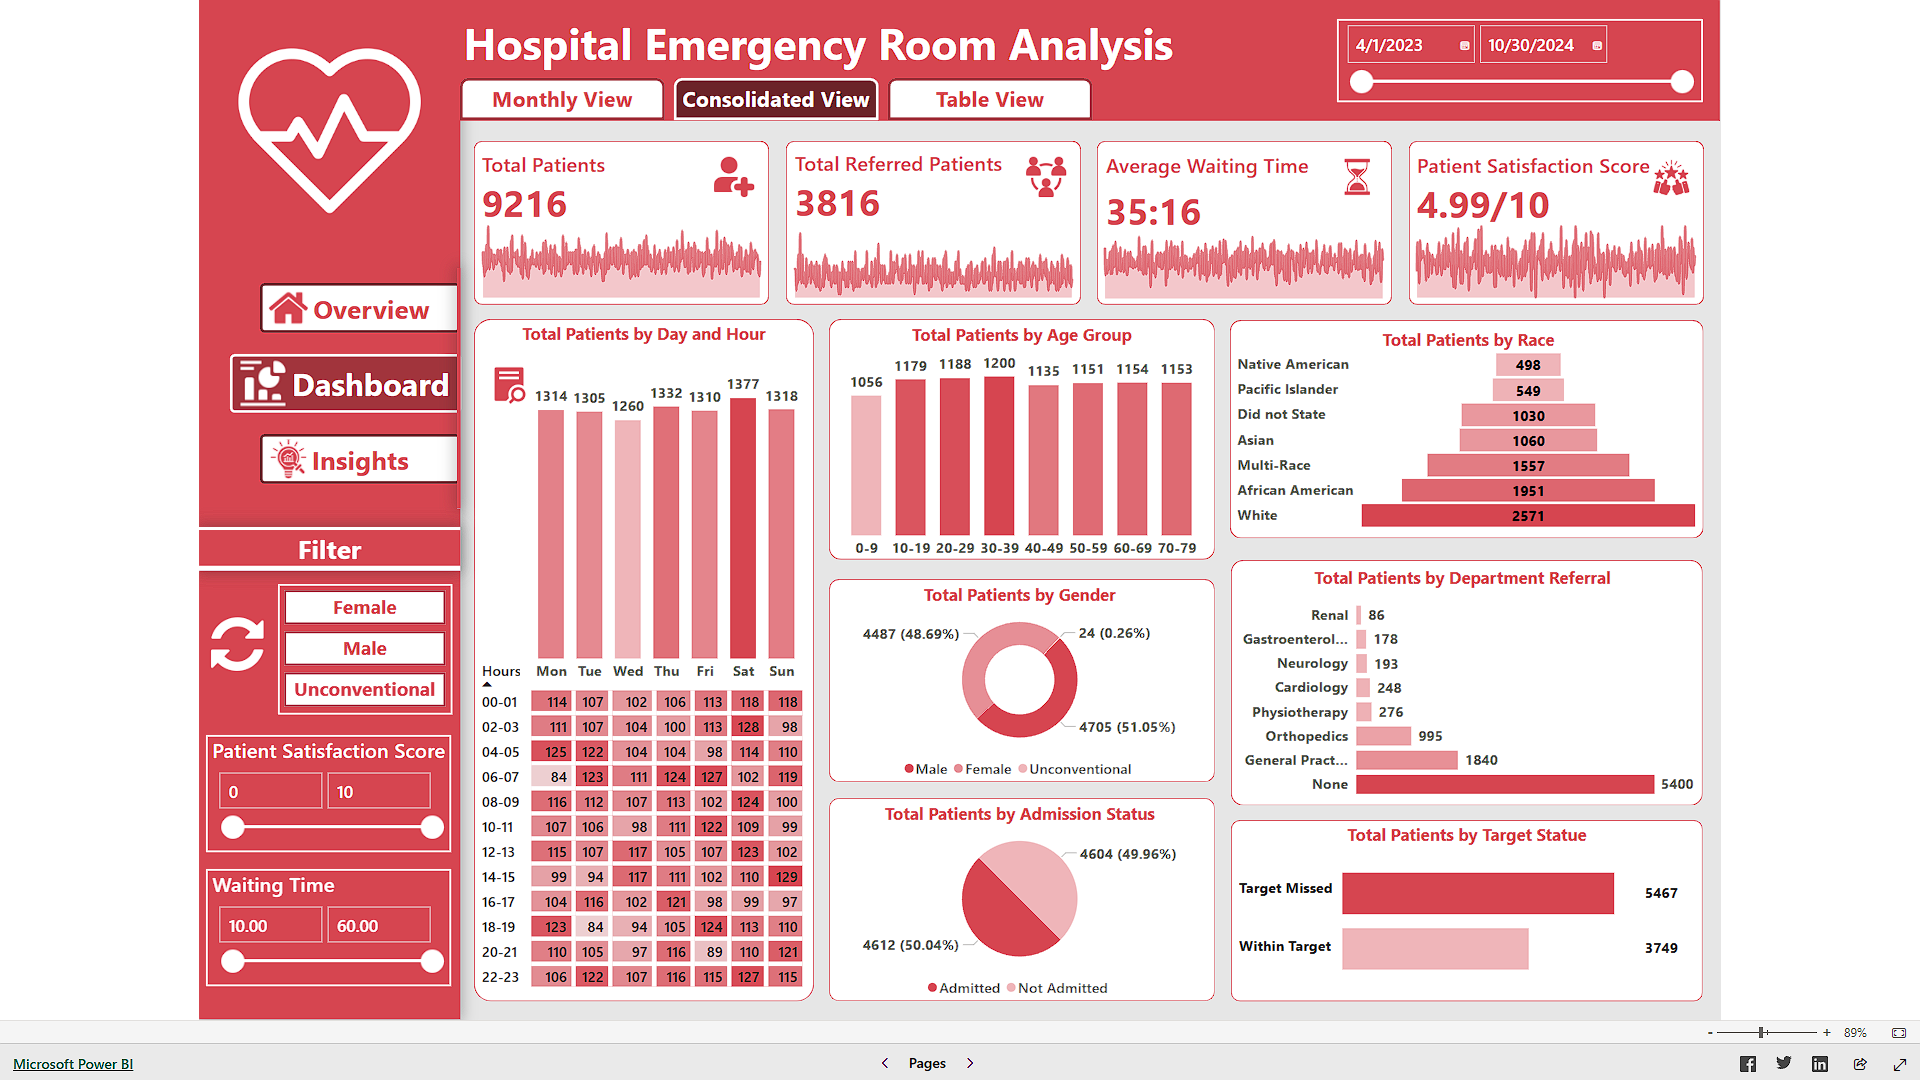 Hospital Emergency Room Analysis
4/1/2023
10/30/2024
Monthly View
Consolidated View
Table View
Overview
Dashboard
Insights
Filter
Female
Male
Unconventional
Patient Satisfaction Score
0
10
Waiting Time
10.00
60.00
Total Patients
9216
Total Referred Patients
3816
Average Waiting Time
35:16
Patient Satisfaction Score
4.99/10
Total Patients by Day and Hour
1314 1305 1260 1332 1310 1377 1318
Hours Mon Tue Wed Thu Fri Sat Sun
00-01 114 107 102 106 113 118 118
02-03 111 107 104 100 113 128 98
04-05 125 122 104 104 98 114 110
06-07 84 123 111 124 127 102 119
08-09 116 112 107 113 102 124 100
10-11 107 106 98 111 122 109 99
12-13 115 107 117 105 107 123 102
14-15 99 94 117 111 102 110 129
16-17 104 116 102 121 98 99 97
18-19 123 84 94 105 124 113 110
20-21 110 105 97 116 89 110 121
22-23 106 122 107 116 115 127 115
Total Patients by Age Group
1056 1179 1188 1200 1135 1151 1154 1153
0-9 10-19 20-29 30-39 40-49 50-59 60-69 70-79
Total Patients by Gender
4487 (48.69%)
24 (0.26%)
4705 (51.05%)
Male Female Unconventional
Total Patients by Admission Status
4604 (49.96%)
4612 (50.04%)
Admitted Not Admitted
Total Patients by Race
Native American 498
Pacific Islander 549
Did not State 1030
Asian 1060
Multi-Race 1557
African American 1951
White 2571
Total Patients by Department Referral
Renal 86
Gastroenterol... 178
Neurology 193
Cardiology 248
Physiotherapy 276
Orthopedics 995
General Pract... 1840
None 5400
Total Patients by Target Statue
Target Missed 5467
Within Target 3749
- + 89%
Microsoft Power BI
< Pages >